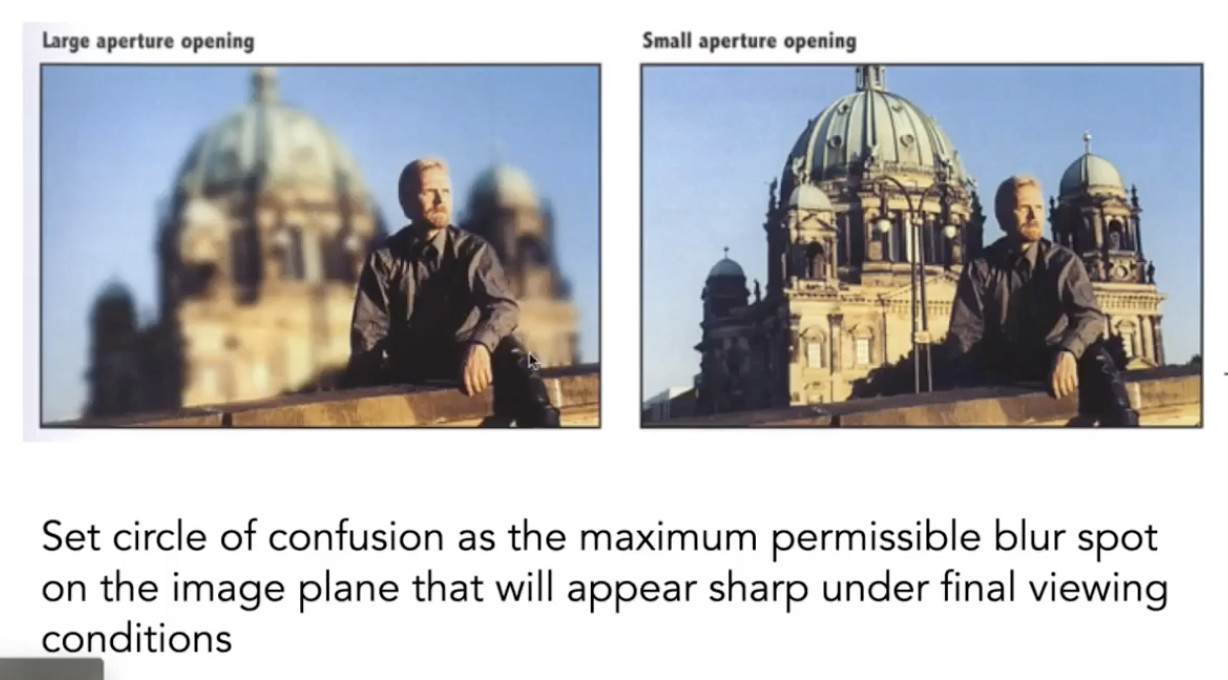 Large aperture opening
Small aperture opening
Set circle of confusion as the maximum permissible blur spot
on the image plane that will appear sharp under final viewing
conditions